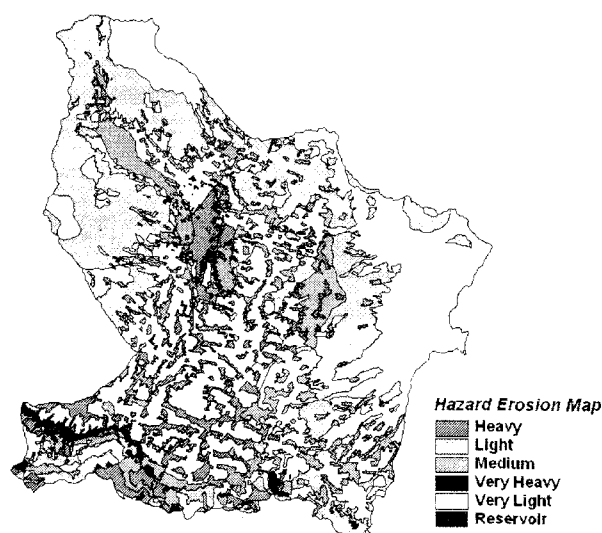 Hazard Erosion Map
Heavy
Light
Medium
Very Heavy
Very Light
Reservoir